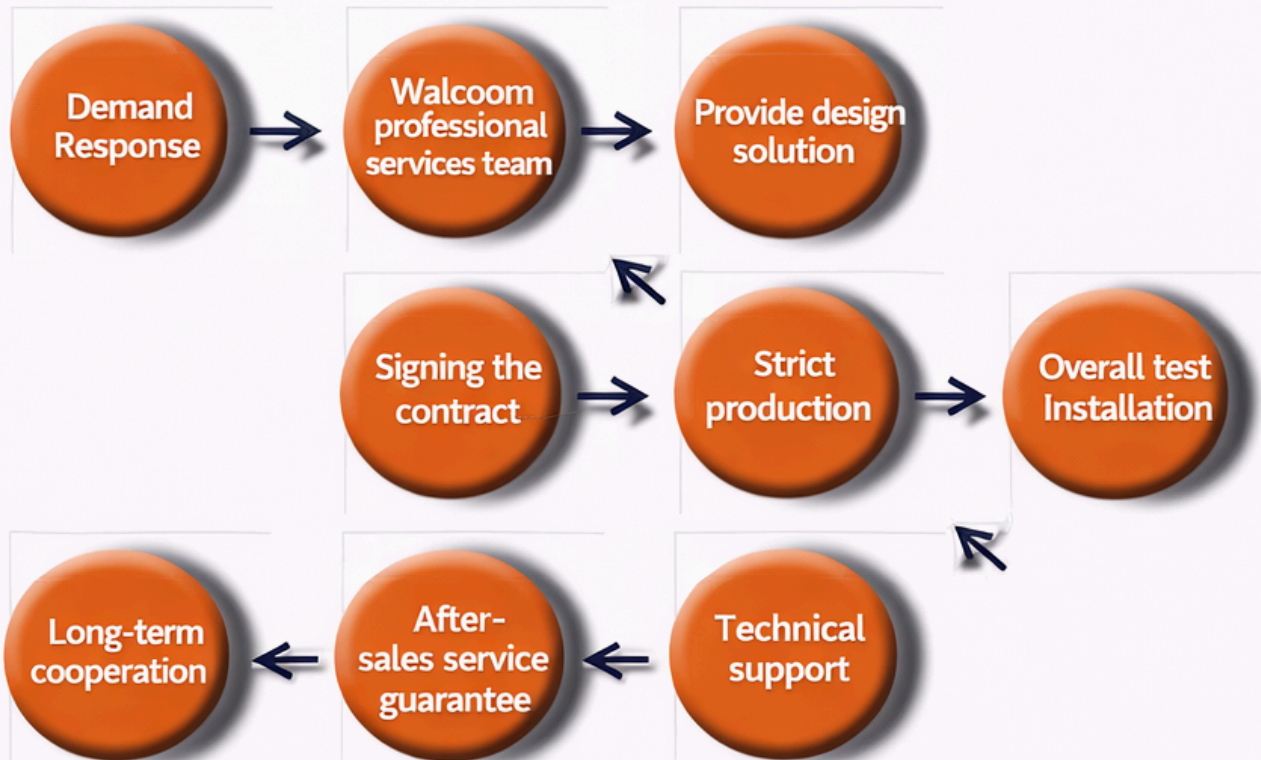 Demand
Response
Walcoom
professional
services team
Provide design
solution
Signing the
contract
Strict
production
Overall test
Installation
Long-term
cooperation
After-
sales service
guarantee
Technical
support